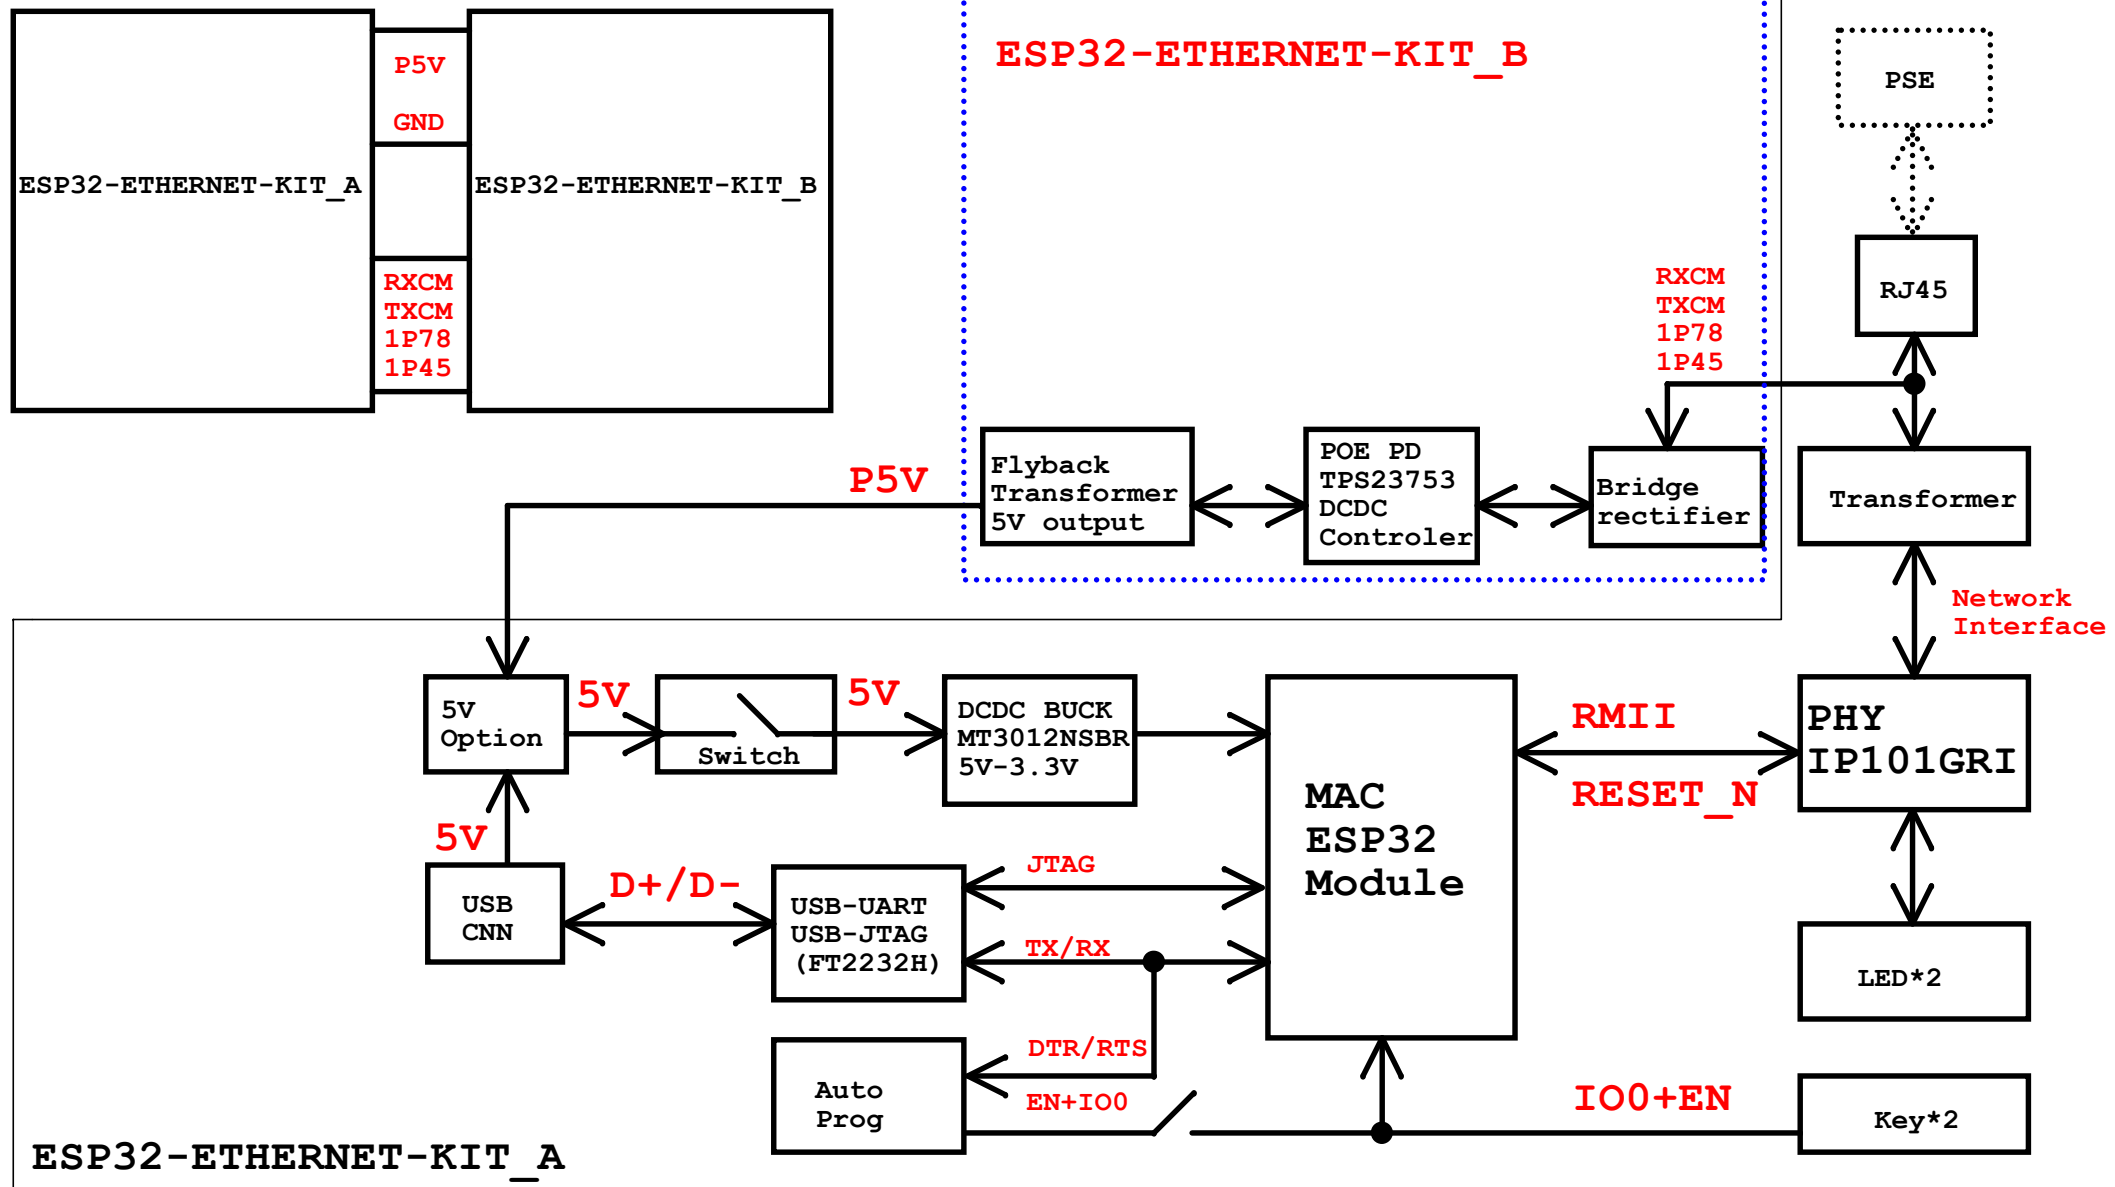 P5V
GND
ESP32-ETHERNET-KIT_A
ESP32-ETHERNET-KIT_B
RXCM
TXCM
1P78
1P45
ESP32-ETHERNET-KIT_B
PSE
RJ45
RXCM
TXCM
1P78
1P45
P5V
Flyback
Transformer
5V output
POE PD
TPS23753
DCDC
Controler
Bridge
rectifier
Transformer
Network
Interface
5V
Option
5V
Switch
5V
DCDC BUCK
MT3012NSBR
5V-3.3V
MAC
ESP32
Module
RMII
RESET_N
PHY
IP101GRI
5V
USB
CNN
D+/D-
USB-UART
USB-JTAG
(FT2232H)
JTAG
TX/RX
LED*2
DTR/RTS
EN+IO0
Auto
Prog
IO0+EN
Key*2
ESP32-ETHERNET-KIT_A